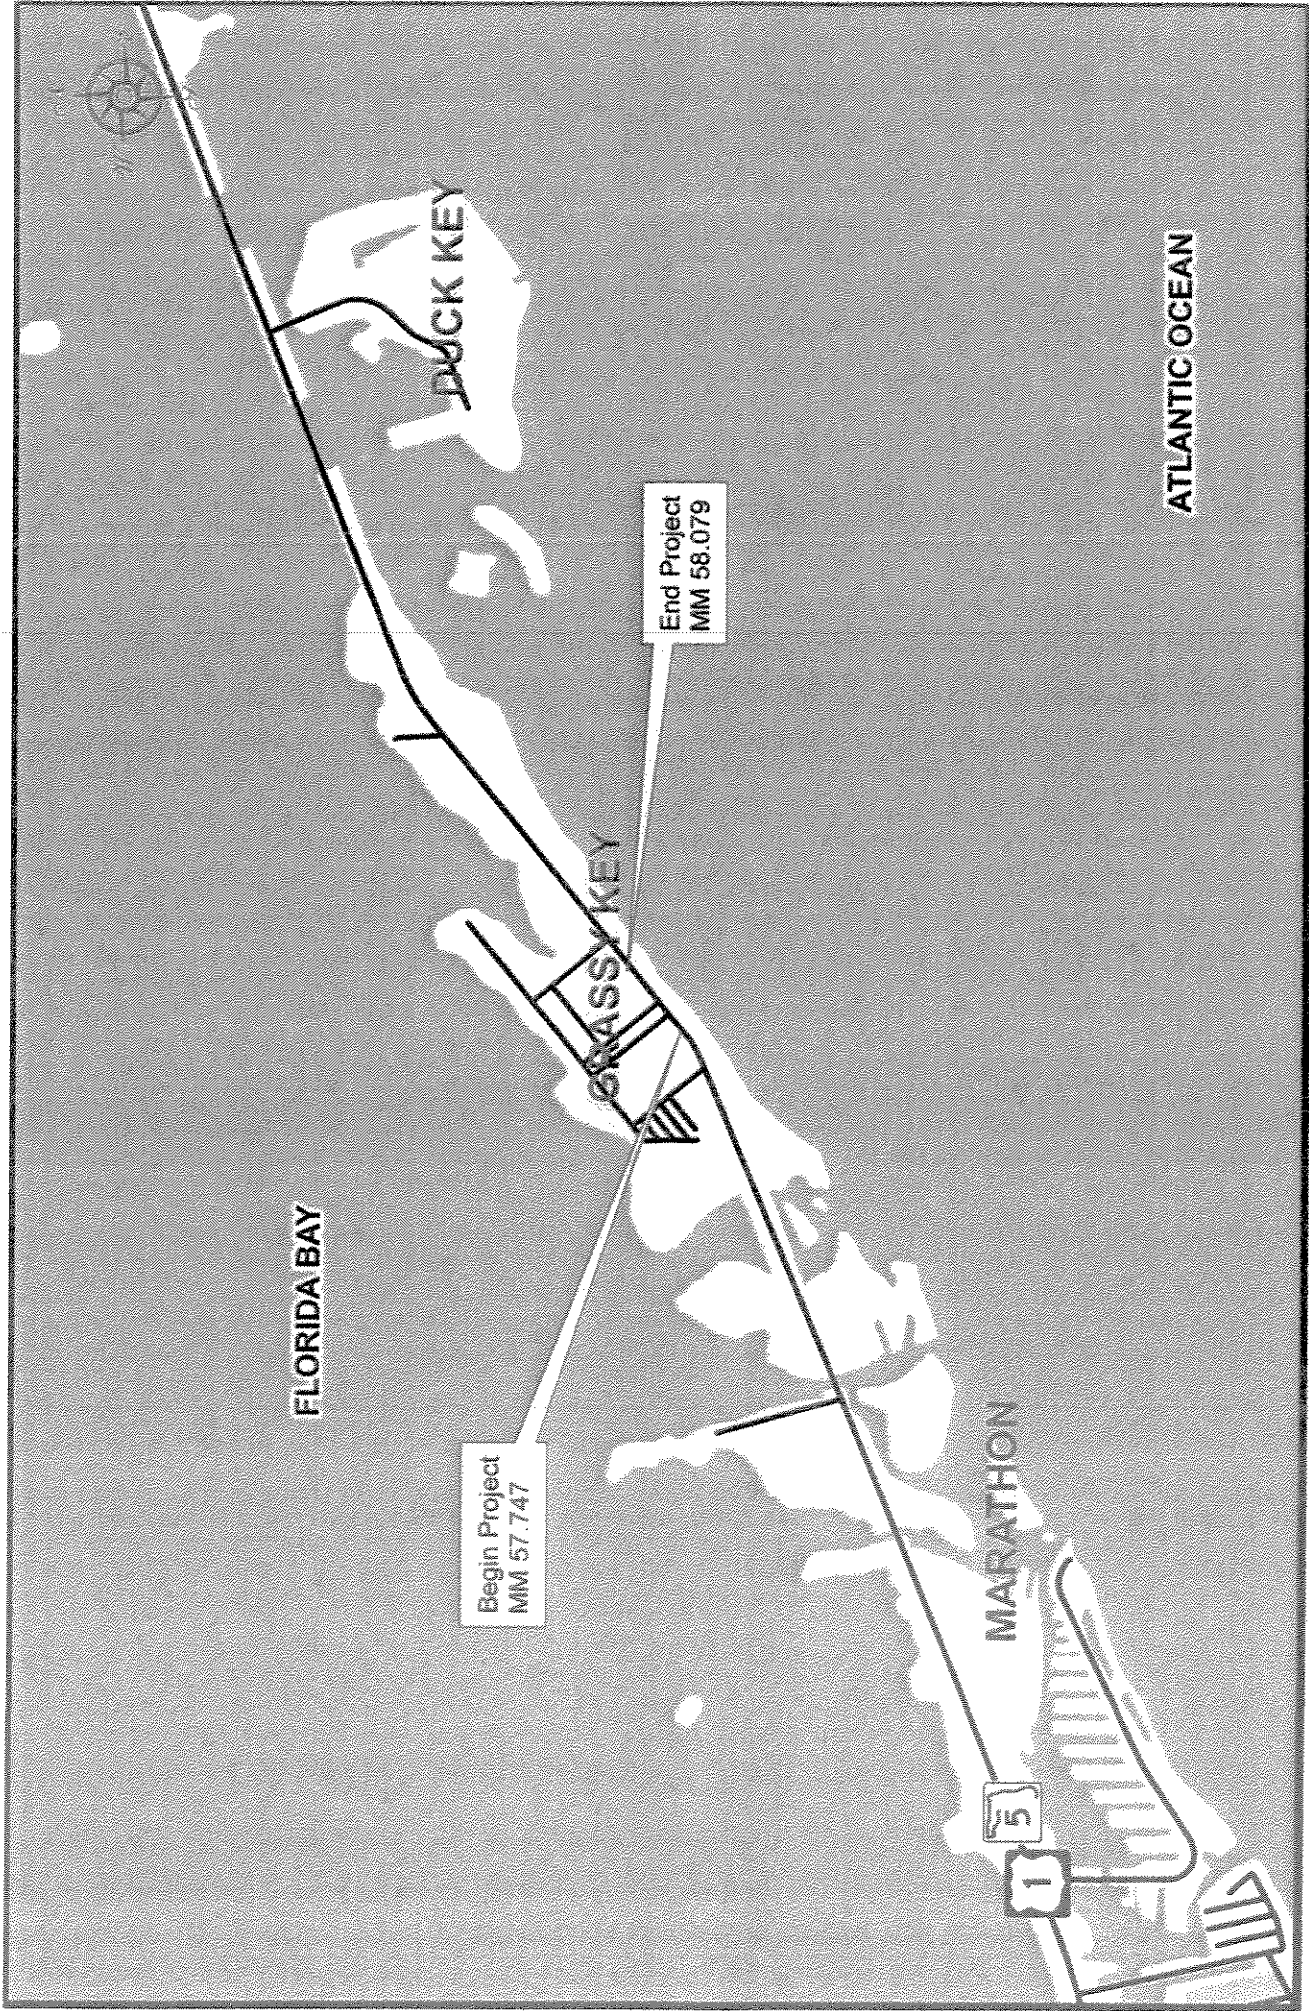 FLORIDA BAY
Begin Project
MM 57.747
GRASSY KEY
DUCK KEY
End Project
MM 58.079
MARATHON
5
1
ATLANTIC OCEAN